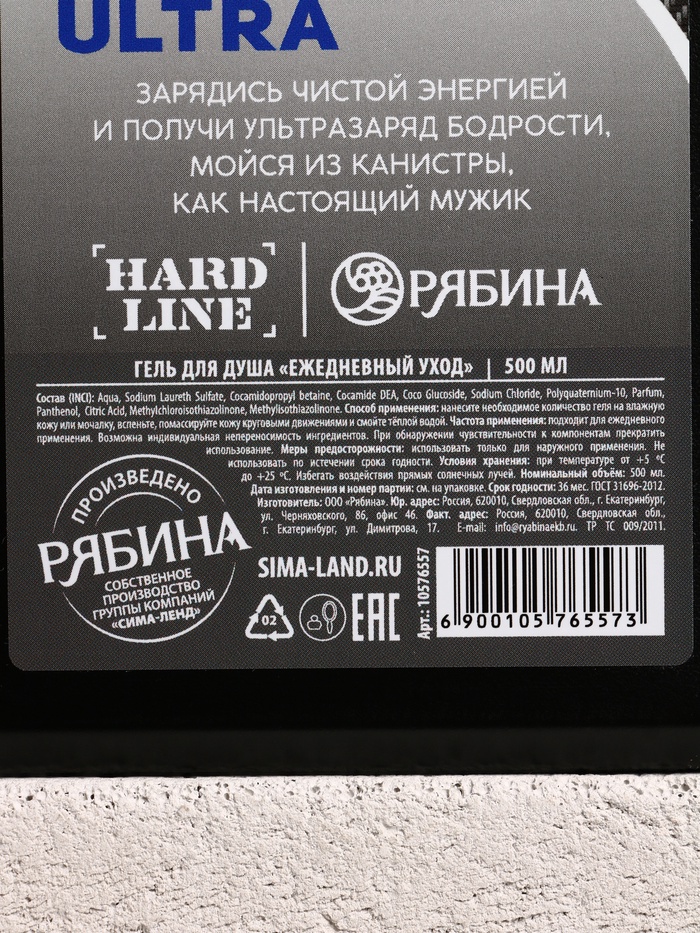 ULTRA
ЗАРЯДИСЬ ЧИСТОЙ ЭНЕРГИЕЙ
И ПОЛУЧИ УЛЬТРАЗАРЯД БОДРОСТИ,
МОЙСЯ ИЗ КАНИСТРЫ,
КАК НАСТОЯЩИЙ МУЖИК
HARD
LINE
РЯБИНА
ГЕЛЬ ДЛЯ ДУША «ЕЖЕДНЕВНЫЙ УХОД» | 500 МЛ
Состав (INCI): Aqua, Sodium Laureth Sulfate, Cocamidopropyl betaine, Cocamide DEA, Coco Glucoside, Sodium Chloride, Polyquaternium-10, Parfum,
Panthenol, Citric Acid, Methylchloroisothiazolinone, Methylisothiazolinone. Способ применения: нанесите необходимое количество геля на влажную
кожу или мочалку, вспеньте, помассируйте кожу круговыми движениями и смойте тёплой водой. Частота применения: подходит для ежедневного
применения. Возможна индивидуальная непереносимость ингредиентов. При обнаружении чувствительности к компонентам прекратить
использование. Меры предосторожности: использовать только для наружного применения. Не
использовать по истечении срока годности. Условия хранения: при температуре от +5 °C
до +25 °C. Избегать воздействия прямых солнечных лучей. Номинальный объём: 500 мл.
Дата изготовления и номер партии: см. на упаковке. Срок годности: 36 мес. ГОСТ 31696-2012.
Изготовитель: ООО «Рябина». Юр. адрес: Россия, 620010, Свердловская обл., г. Екатеринбург,
ул. Черняховского, 86, офис 46. Факт. адрес: Россия, 620010, Свердловская обл.,
г. Екатеринбург, ул. Димитрова, 17. E-mail: info@ryabinaekb.ru. ТР ТС 009/2011.
ПРОИЗВЕДЕНО
РЯБИНА
СОБСТВЕННОЕ
ПРОИЗВОДСТВО
ГРУППЫ КОМПАНИЙ
«СИМА-ЛЕНД»
SIMA-LAND.RU
02
EAC
Арт.: 10576557
6 900105 765573